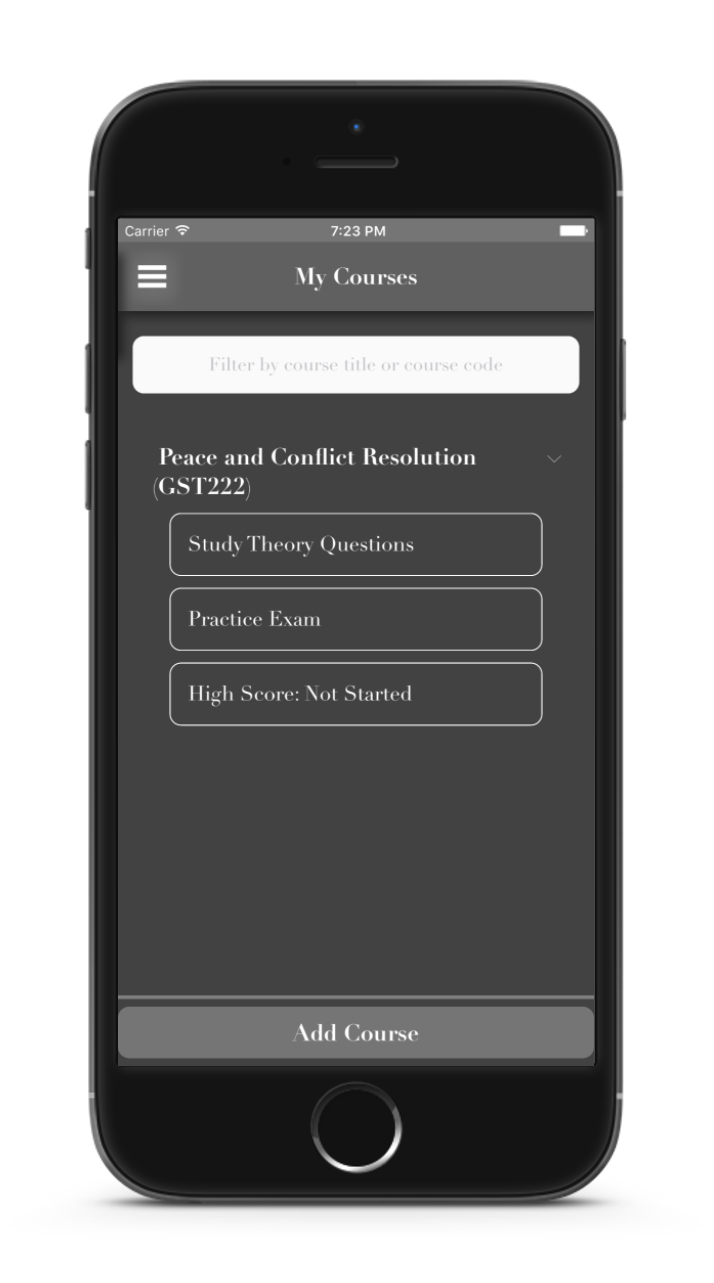 Carrier 7:23 PM
My Courses
Filter by course title or course code
Peace and Conflict Resolution
(GST222)
Study Theory Questions
Practice Exam
High Score: Not Started
Add Course